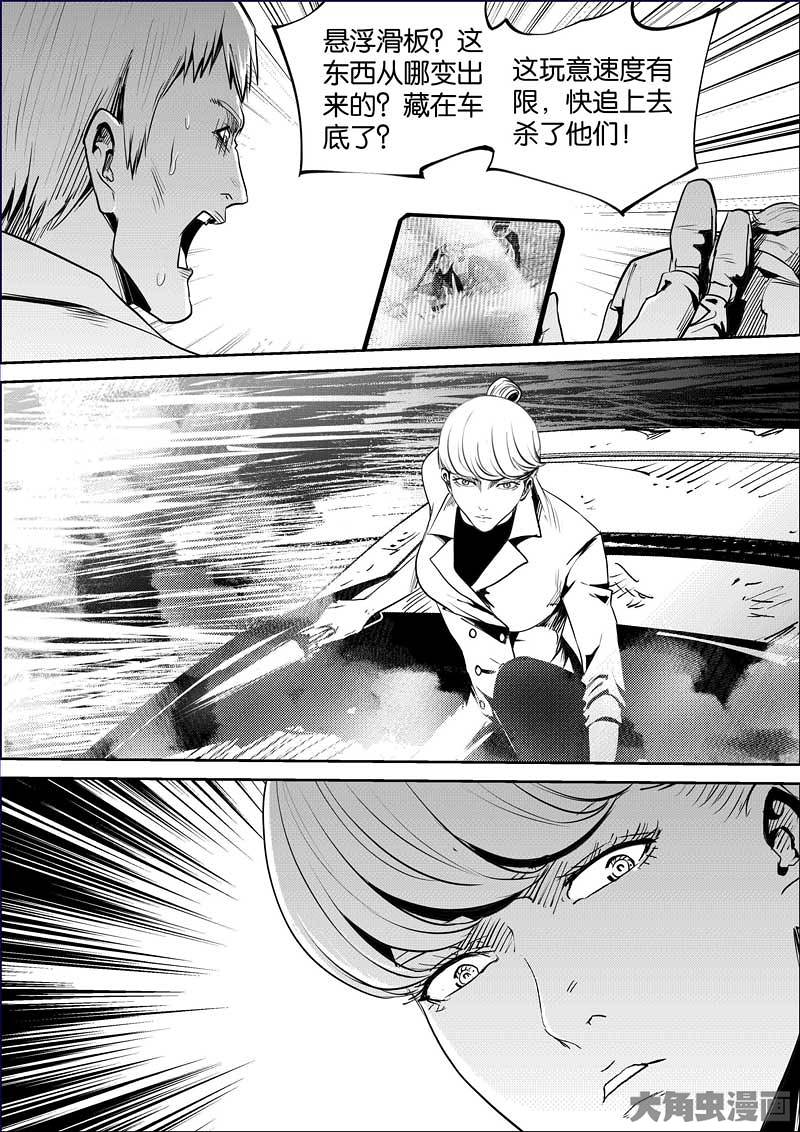 悬浮滑板？这
东西从哪变出
来的？藏在车
底了？
这玩意速度有
限，快追上去
杀了他们！
大角虫漫画